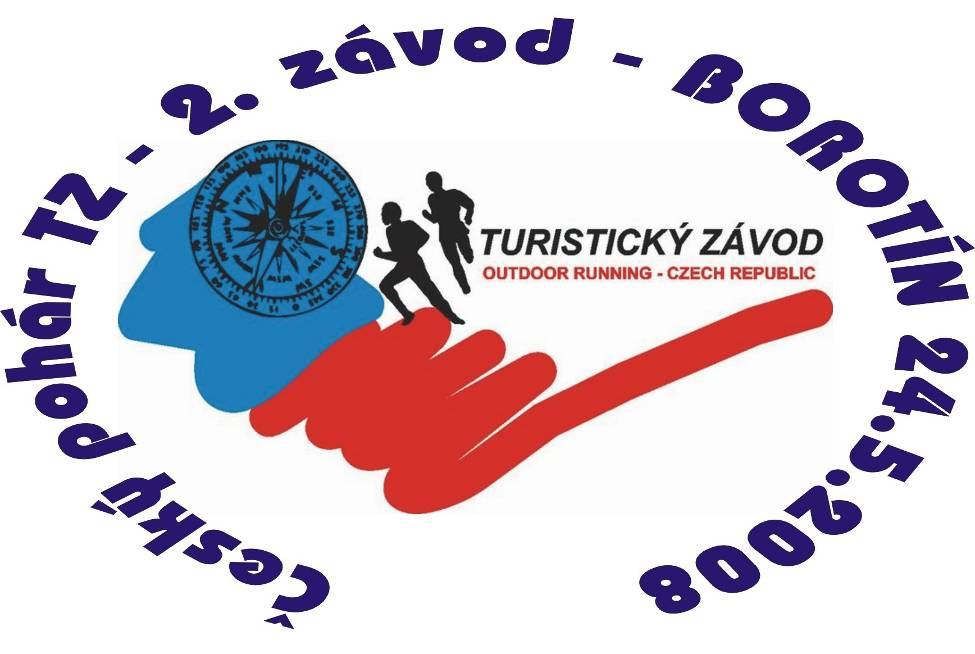 Český pohár TZ - 2. závod - BOROTÍN 24.5.2008
TURISTICKÝ ZÁVOD
OUTDOOR RUNNING - CZECH REPUBLIC